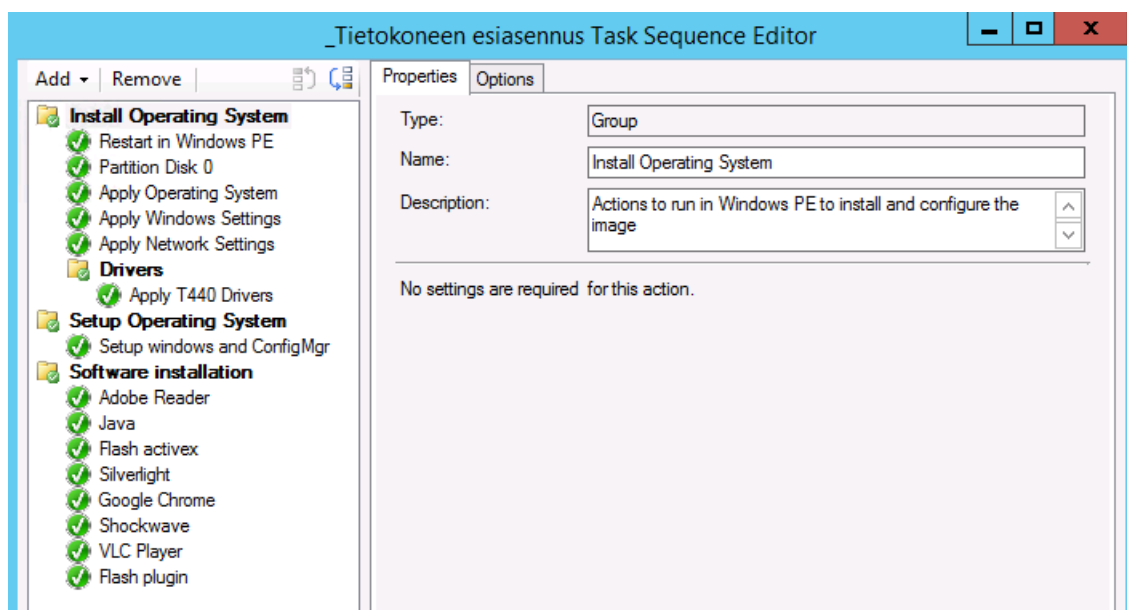 _Tietokoneen esiasennus Task Sequence Editor
Add Remove
Install Operating System
Restart in Windows PE
Partition Disk 0
Apply Operating System
Apply Windows Settings
Apply Network Settings
Drivers
Apply T440 Drivers
Setup Operating System
Setup windows and ConfigMgr
Software installation
Adobe Reader
Java
Flash activex
Silverlight
Google Chrome
Shockwave
VLC Player
Flash plugin
Properties Options
Type: Group
Name: Install Operating System
Description: Actions to run in Windows PE to install and configure the
image
No settings are required for this action.